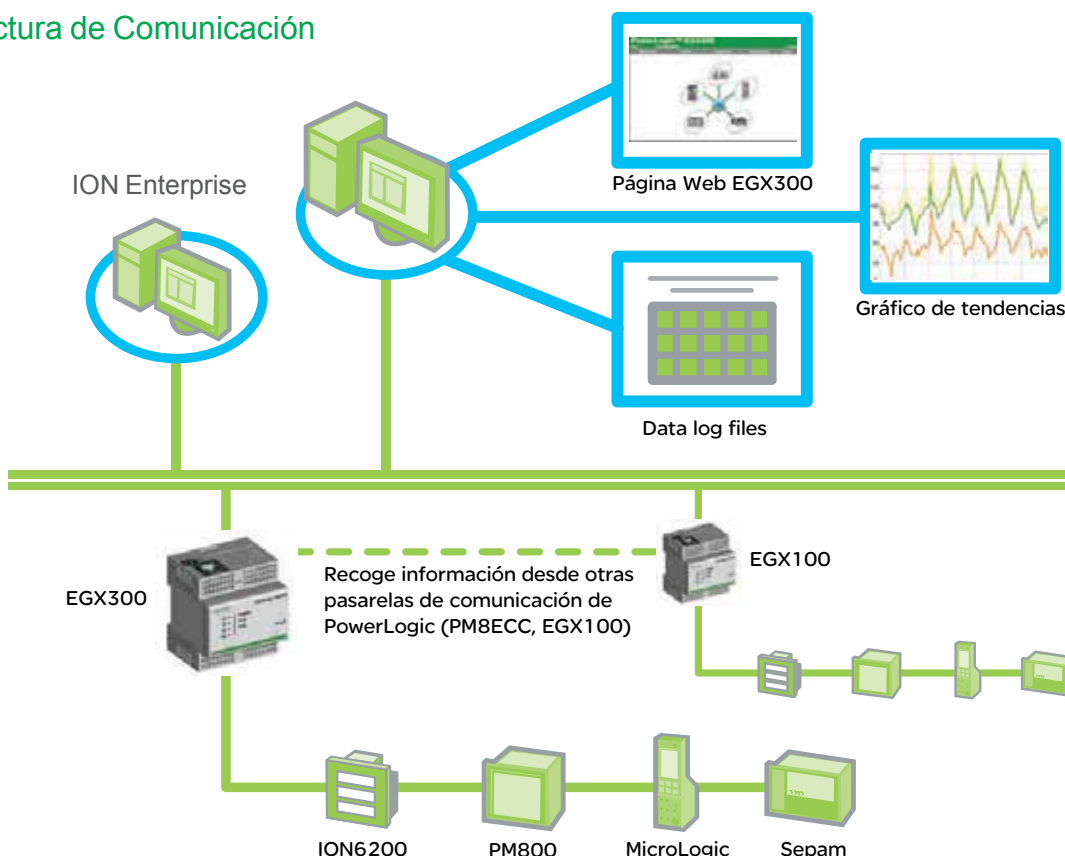 ctura de Comunicación
ION Enterprise
Página Web EGX300
Gráfico de tendencias
Data log files
EGX300
Recoge información desde otras
pasarelas de comunicación de
PowerLogic (PM8ECC, EGX100)
EGX100
ION6200
PM800
MicroLogic
Sepam